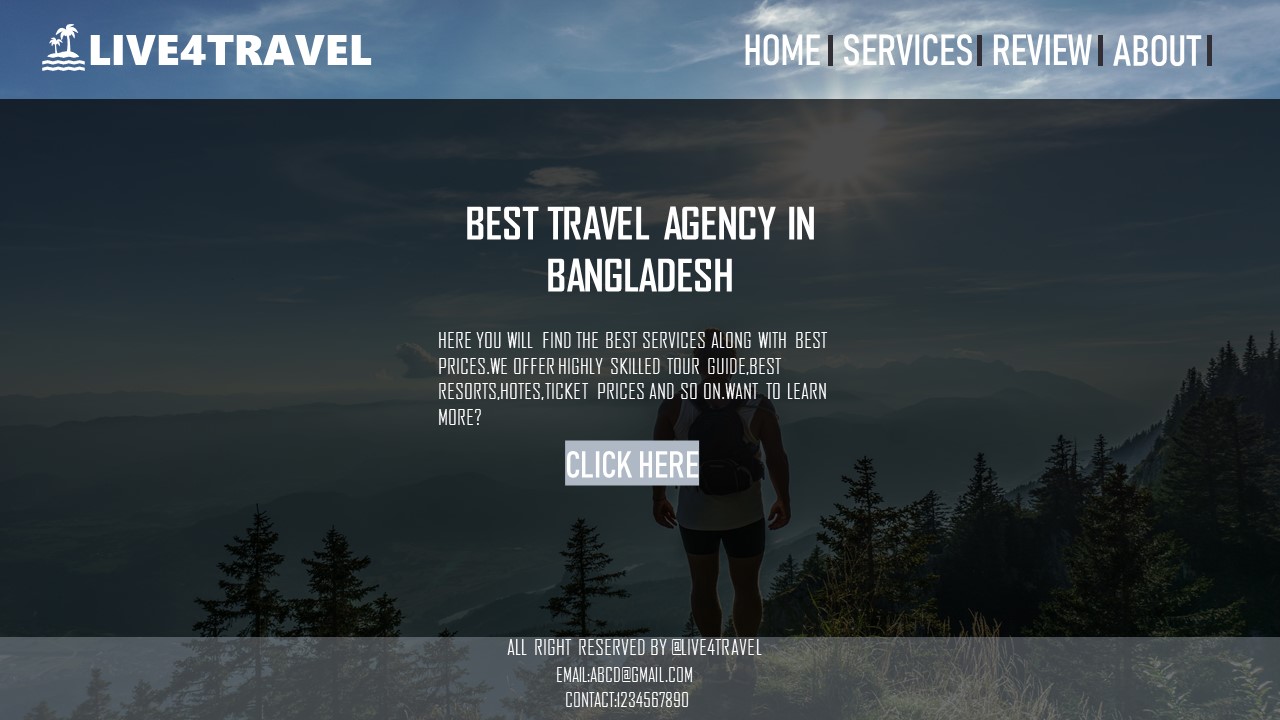 LIVE4TRAVEL
HOME | SERVICES | REVIEW | ABOUT |
BEST TRAVEL AGENCY IN
BANGLADESH
HERE YOU WILL FIND THE BEST SERVICES ALONG WITH BEST
PRICES.WE OFFER HIGHLY SKILLED TOUR GUIDE,BEST
RESORTS,HOTES,TICKET PRICES AND SO ON.WANT TO LEARN
MORE?
CLICK HERE
ALL RIGHT RESERVED BY @LIVE4TRAVEL
EMAIL:ABCD@GMAIL.COM
CONTACT:1234567890